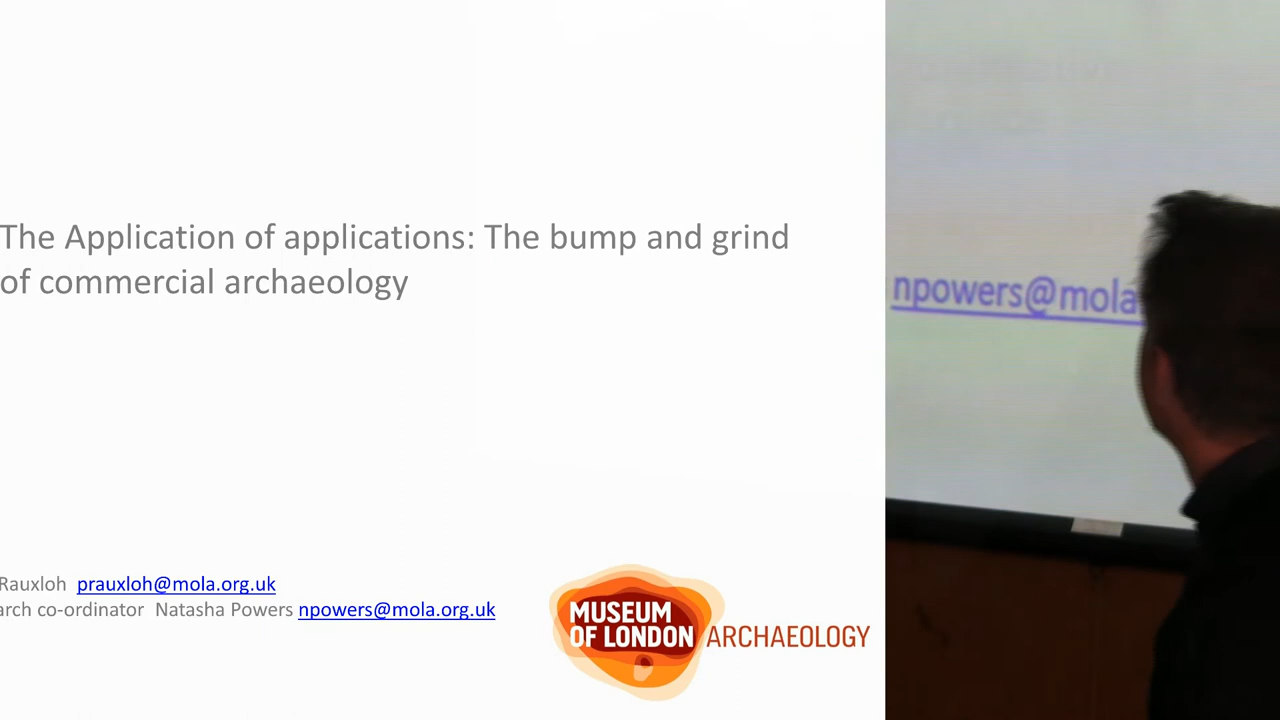 The Application of applications: The bump and grind
of commercial archaeology
Rauxloh prauxloh@mola.org.uk
arch co-ordinator Natasha Powers npowers@mola.org.uk
MUSEUM
OF LONDON ARCHAEOLOGY
npowers@mola